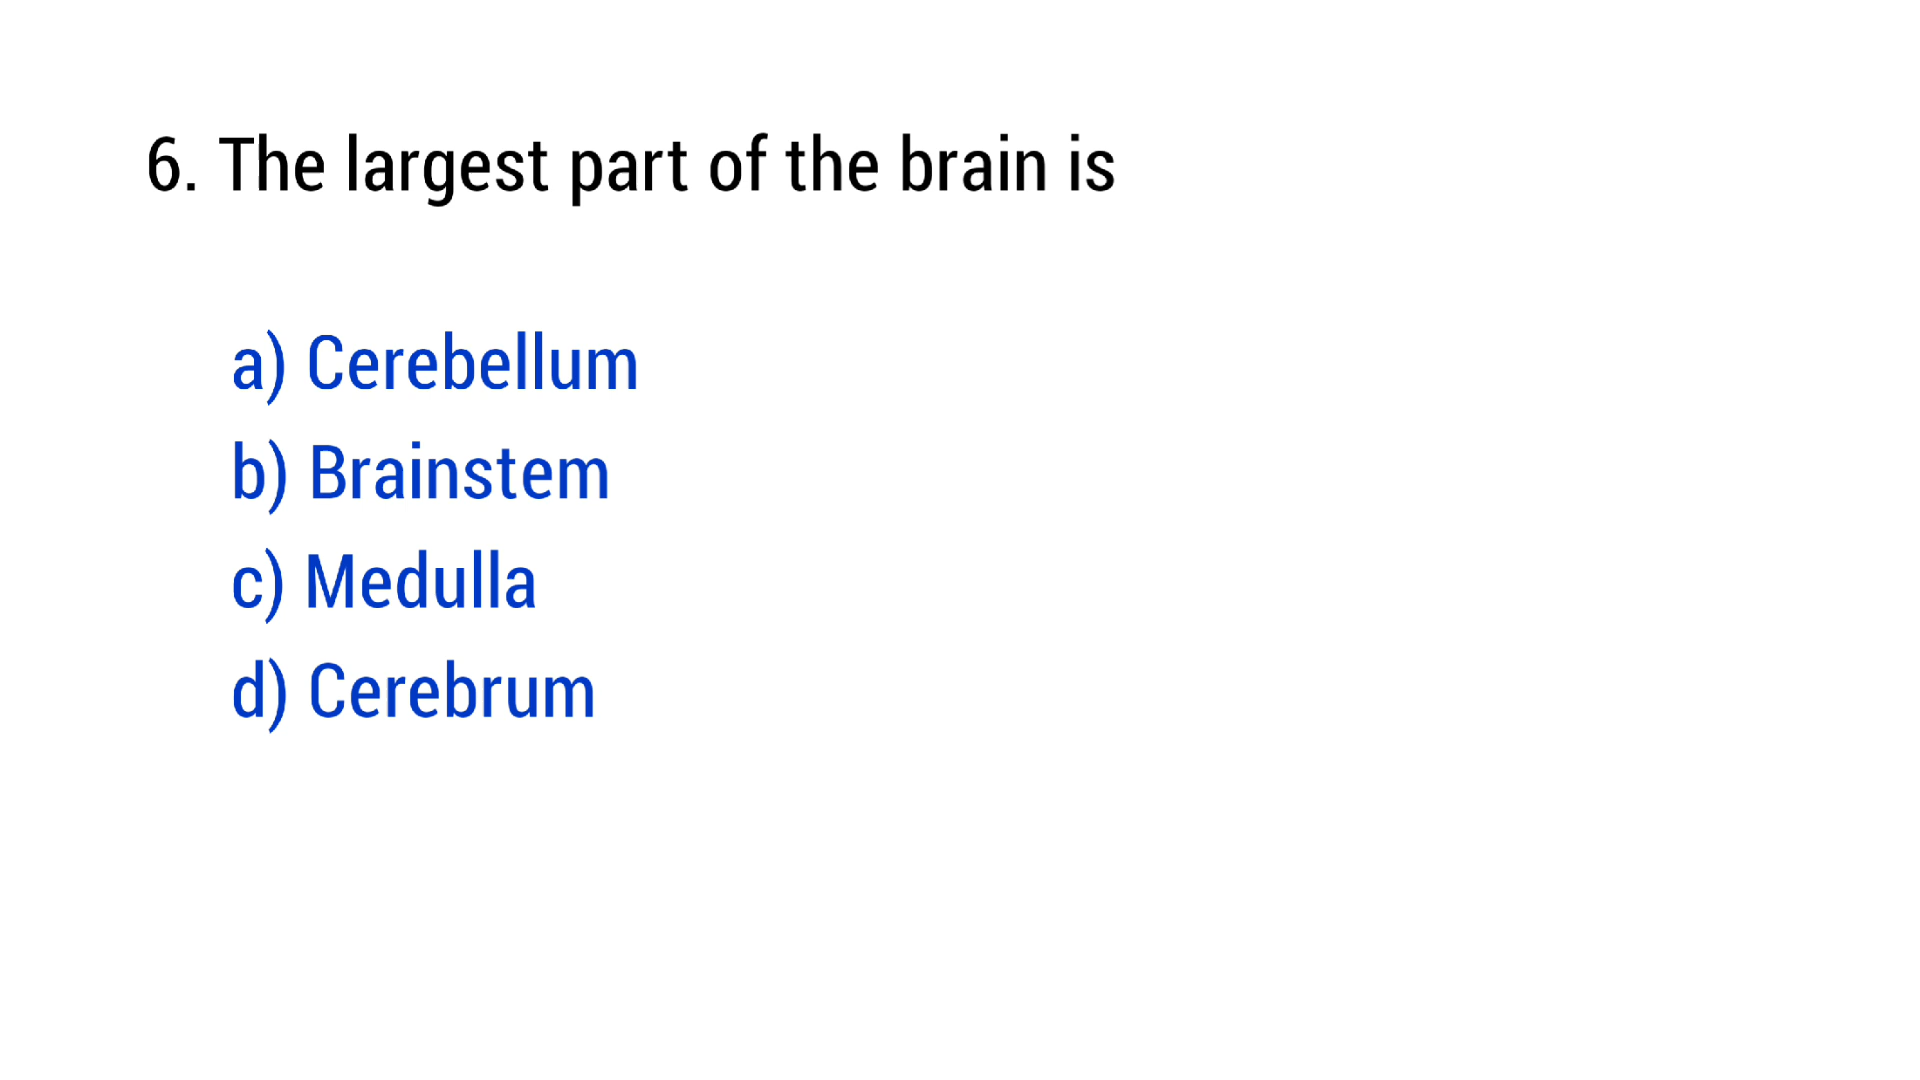 6. The largest part of the brain is
a) Cerebellum
b) Brainstem
c) Medulla
d) Cerebrum